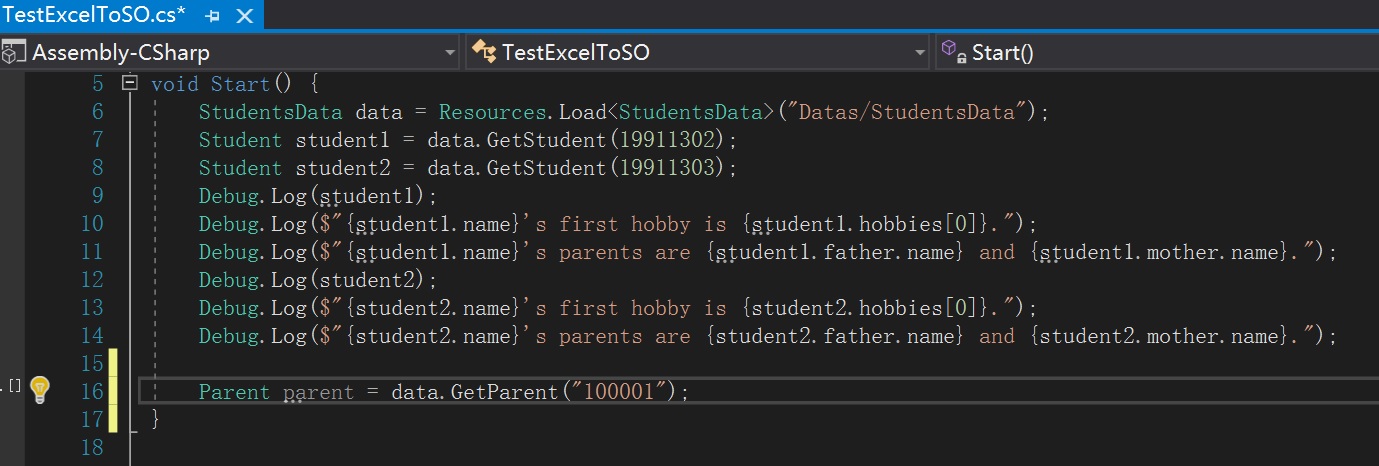 TestExcelToSO.cs*
Assembly-CSharp TestExcelToSO Start()
5 void Start() {
6 StudentsData data = Resources.Load<StudentsData>("Datas/StudentsData");
7 Student student1 = data.GetStudent(19911302);
8 Student student2 = data.GetStudent(19911303);
9 Debug.Log(student1);
10 Debug.Log($"{student1.name}'s first hobby is {student1.hobbies[0]}.");
11 Debug.Log($"{student1.name}'s parents are {student1.father.name} and {student1.mother.name}.");
12 Debug.Log(student2);
13 Debug.Log($"{student2.name}'s first hobby is {student2.hobbies[0]}.");
14 Debug.Log($"{student2.name}'s parents are {student2.father.name} and {student2.mother.name}.");
15
16 Parent parent = data.GetParent("100001");
17 }
18